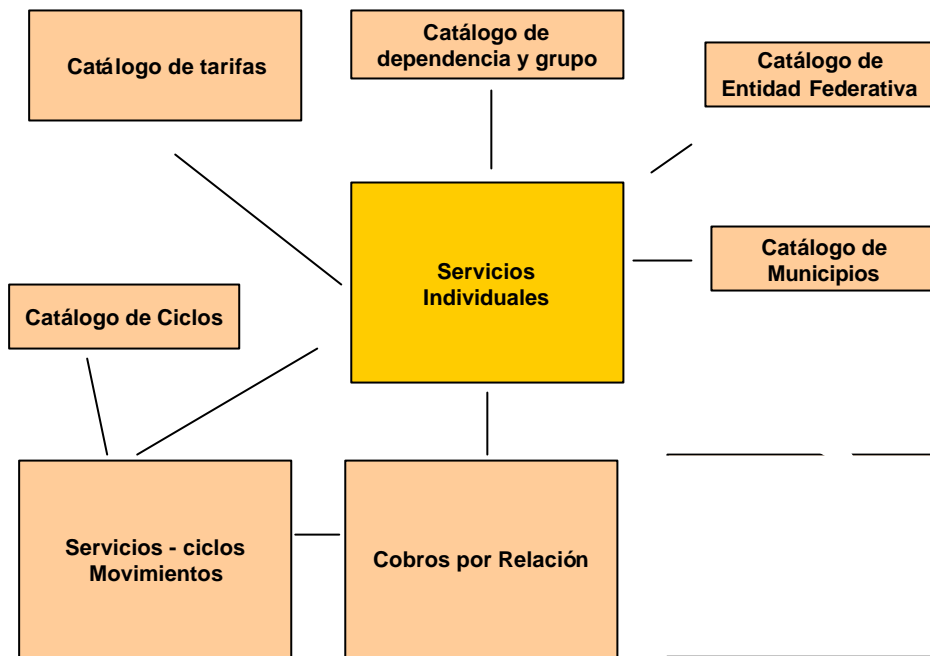 Catálogo de tarifas
Catálogo de
dependencia y grupo
Catálogo de
Entidad Federativa
Servicios
Individuales
Catálogo de
Municipios
Catálogo de Ciclos
Servicios - ciclos
Movimientos
Cobros por Relación